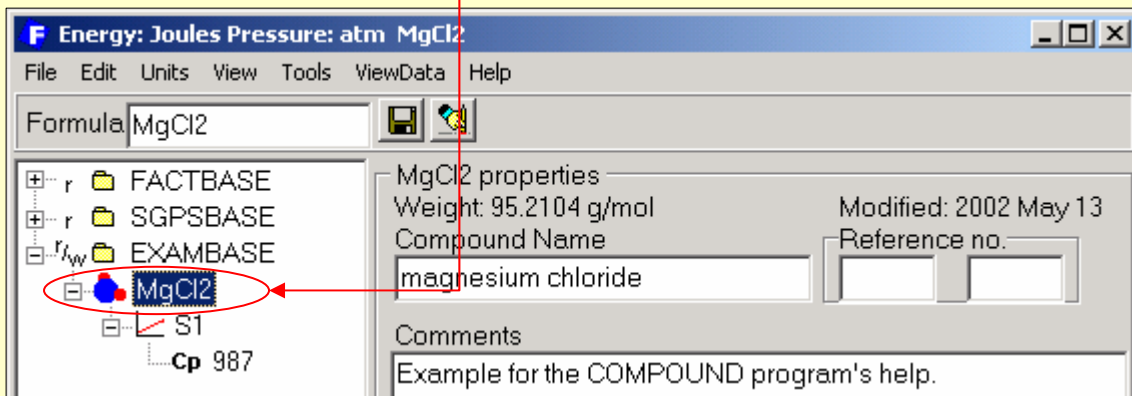 F Energy: Joules Pressure: atm MgCl2
File Edit Units View Tools ViewData Help
Formula MgCl2
r FACTBASE
r SGPSBASE
r/w EXAMBASE
MgCl2
S1
Cp 987
MgCl2 properties
Weight: 95.2104 g/mol Modified: 2002 May 13
Compound Name Reference no.
magnesium chloride
Comments
Example for the COMPOUND program's help.